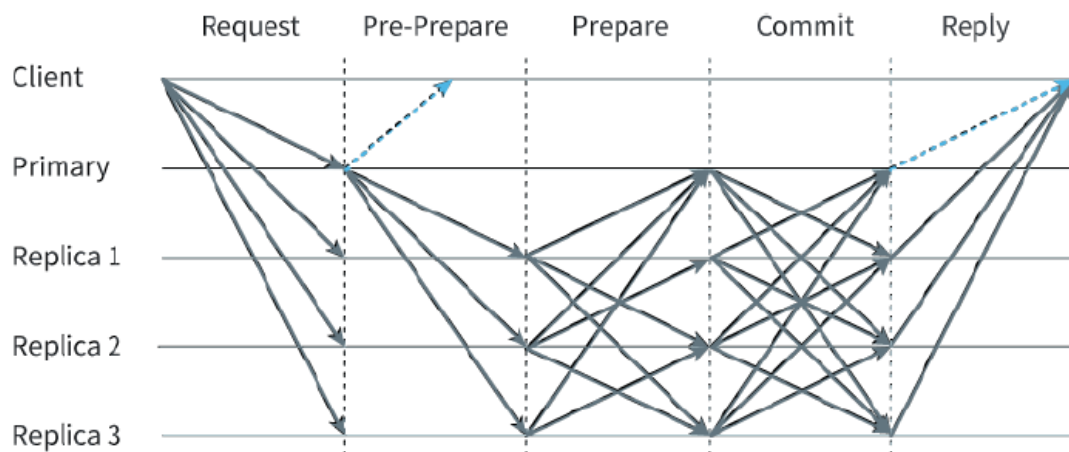 Request Pre-Prepare Prepare Commit Reply
Client
Primary
Replica 1
Replica 2
Replica 3